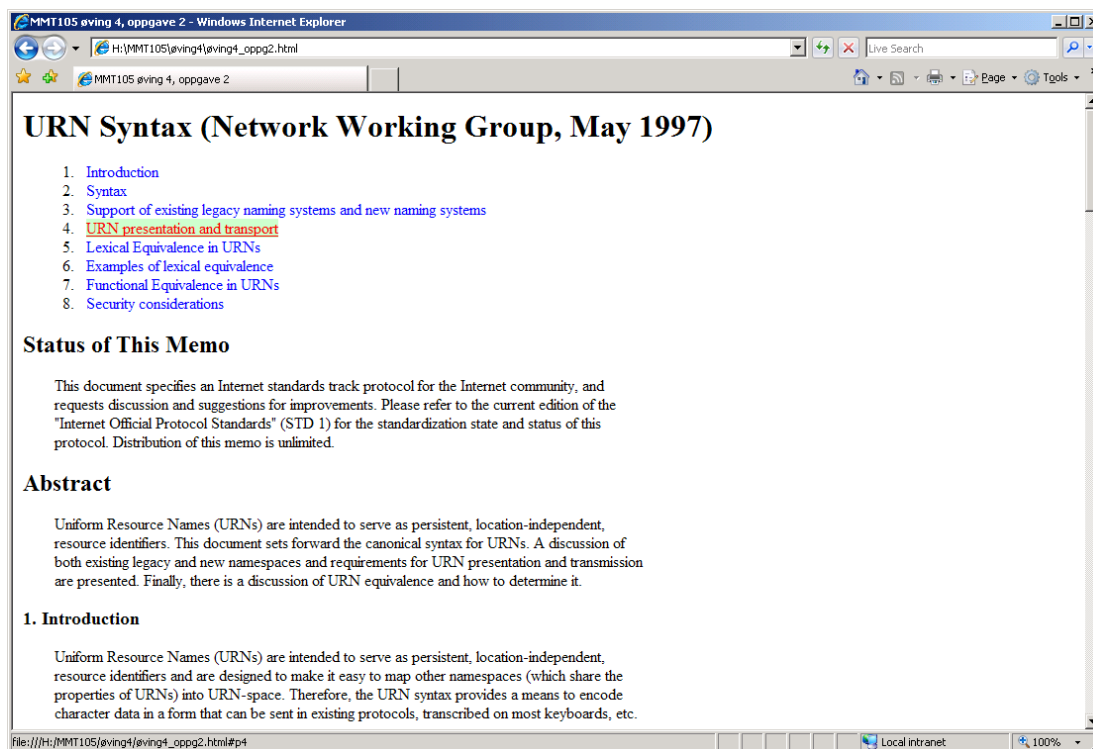 MMT105 øving 4, oppgave 2 - Windows Internet Explorer
H:\MMT105\øving4\øving4_oppg2.html
Live Search
MMT105 øving 4, oppgave 2
Page
Tools
URN Syntax (Network Working Group, May 1997)
1. Introduction
2. Syntax
3. Support of existing legacy naming systems and new naming systems
4. URN presentation and transport
5. Lexical Equivalence in URNs
6. Examples of lexical equivalence
7. Functional Equivalence in URNs
8. Security considerations
Status of This Memo
This document specifies an Internet standards track protocol for the Internet community, and
requests discussion and suggestions for improvements. Please refer to the current edition of the
"Internet Official Protocol Standards" (STD 1) for the standardization state and status of this
protocol. Distribution of this memo is unlimited.
Abstract
Uniform Resource Names (URNs) are intended to serve as persistent, location-independent,
resource identifiers. This document sets forward the canonical syntax for URNs. A discussion of
both existing legacy and new namespaces and requirements for URN presentation and transmission
are presented. Finally, there is a discussion of URN equivalence and how to determine it.
1. Introduction
Uniform Resource Names (URNs) are intended to serve as persistent, location-independent,
resource identifiers and are designed to make it easy to map other namespaces (which share the
properties of URNs) into URN-space. Therefore, the URN syntax provides a means to encode
character data in a form that can be sent in existing protocols, transcribed on most keyboards, etc.
file:///H:/MMT105/øving4/øving4_oppg2.html#p4
Local intranet
100%